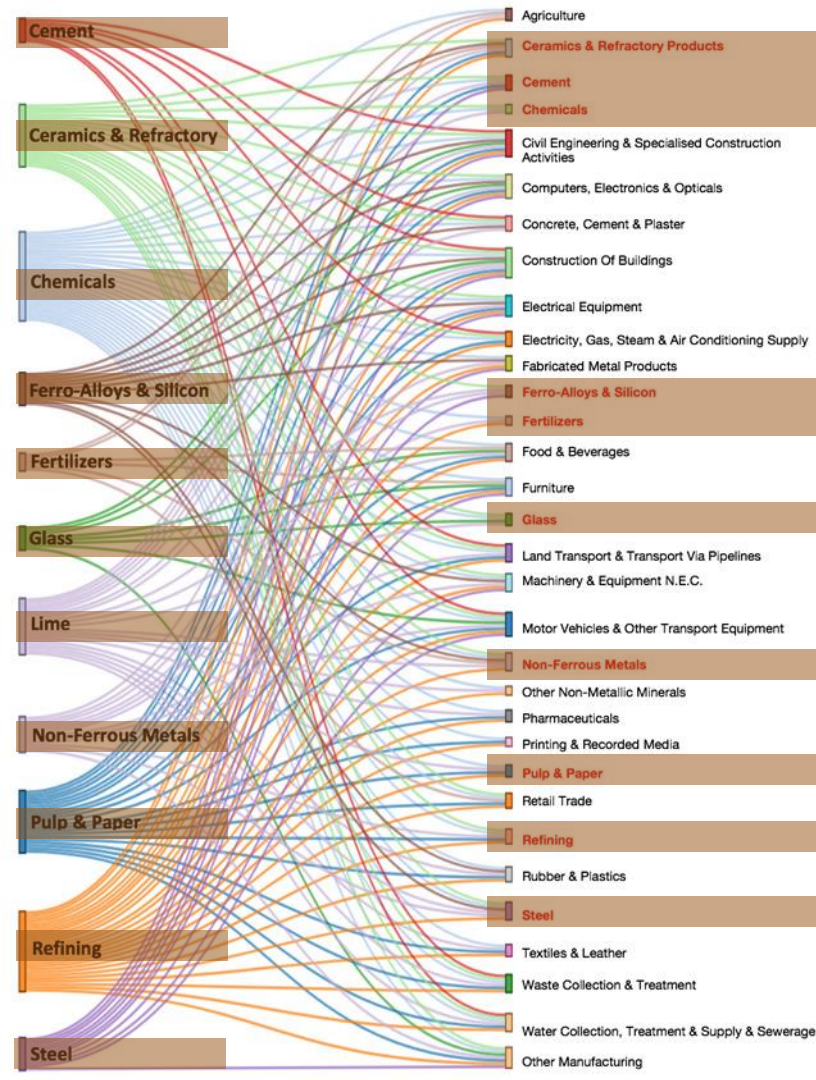 Cement
Ceramics & Refractory
Chemicals
Ferro-Alloys & Silicon
Fertilizers
Glass
Lime
Non-Ferrous Metals
Pulp & Paper
Refining
Steel
Agriculture
Ceramics & Refractory Products
Cement
Chemicals
Civil Engineering & Specialised Construction
Activities
Computers, Electronics & Opticals
Concrete, Cement & Plaster
Construction Of Buildings
Electrical Equipment
Electricity, Gas, Steam & Air Conditioning Supply
Fabricated Metal Products
Ferro-Alloys & Silicon
Fertilizers
Food & Beverages
Furniture
Glass
Land Transport & Transport Via Pipelines
Machinery & Equipment N.E.C.
Motor Vehicles & Other Transport Equipment
Non-Ferrous Metals
Other Non-Metallic Minerals
Pharmaceuticals
Printing & Recorded Media
Pulp & Paper
Retail Trade
Refining
Rubber & Plastics
Steel
Textiles & Leather
Waste Collection & Treatment
Water Collection, Treatment & Supply & Sewerage
Other Manufacturing